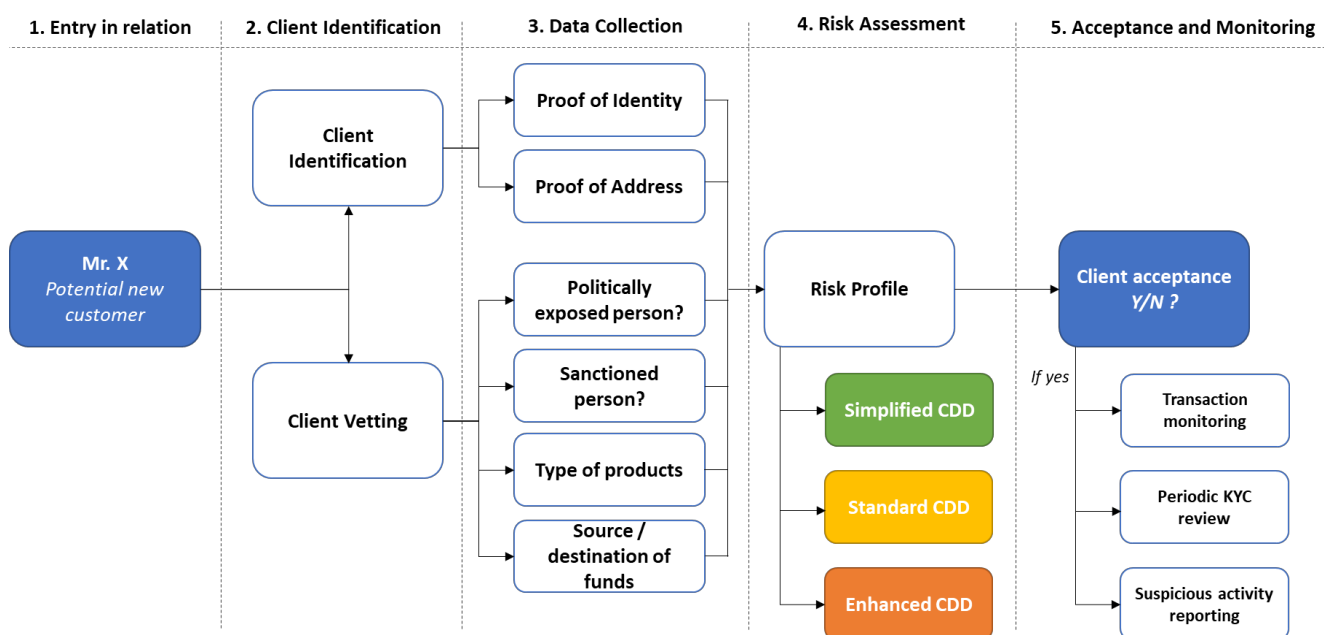 1. Entry in relation
2. Client Identification
3. Data Collection
4. Risk Assessment
5. Acceptance and Monitoring
Mr. X
Potential new
customer
Client
Identification
Client Vetting
Proof of Identity
Proof of Address
Politically
exposed person?
Sanctioned
person?
Type of products
Source /
destination of
funds
Risk Profile
Simplified CDD
Standard CDD
Enhanced CDD
Client acceptance
Y/N ?
If yes
Transaction
monitoring
Periodic KYC
review
Suspicious activity
reporting